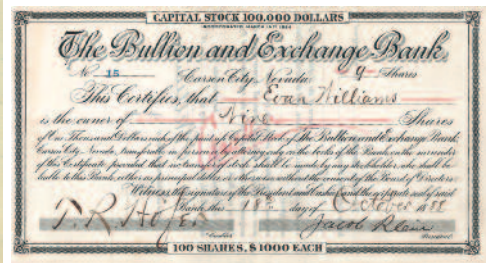 CAPITAL STOCK 100,000 DOLLARS
The Bullion and Exchange Bank
No 15 Carson City, Nevada. 9 Shares
This Certifies, that Evan Williams
is the owner of Nine Shares
of One Thousand Dollars each of the paid up Capital Stock of The Bullion and Exchange Bank,
Carson City, Nevada, transferable in person or by attorney, only on the books of the Bank, on the surrender
of this Certificate, provided that no transfer of stock shall be made by any stockholder, who shall be
liable to this Bank, either as principal debtor, or otherwise, without the consent of the Board of Directors.
Witness, the signatures of the President and Cashier, and the corporate seal of said
Bank this 18th day of October 1888
T. R. Hofer Jacob Klein
Cashier President
100 SHARES, $1000 EACH